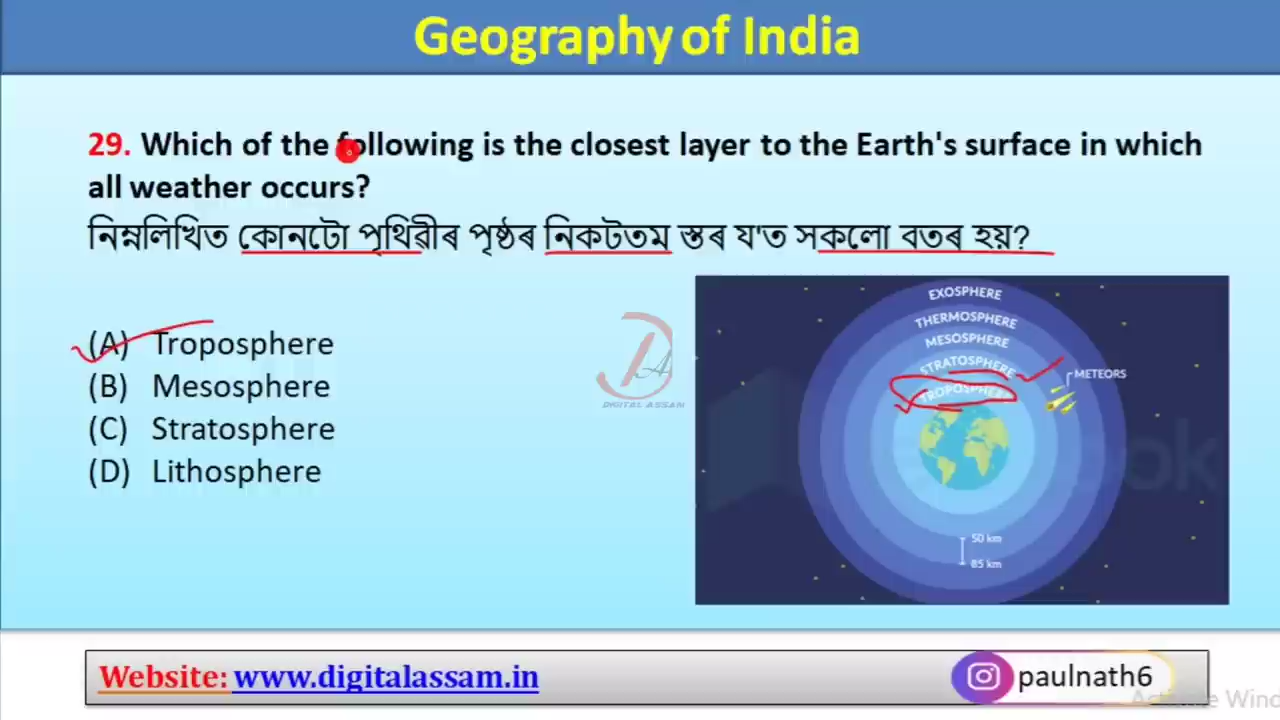 Geography of India
29. Which of the following is the closest layer to the Earth's surface in which
all weather occurs?
নিম্নলিখিত কোনটো পৃথিৱীৰ পৃষ্ঠৰ নিকটতম স্তৰ য'ত সকলো বতৰ হয়?
(A) Troposphere
(B) Mesosphere
(C) Stratosphere
(D) Lithosphere
EXOSPHERE
THERMOSPHERE
MESOSPHERE
STRATOSPHERE
TROPOSPHERE
METEORS
50 km
85 km
DIGITAL ASSAM
Website: www.digitalassam.in
paulnath6